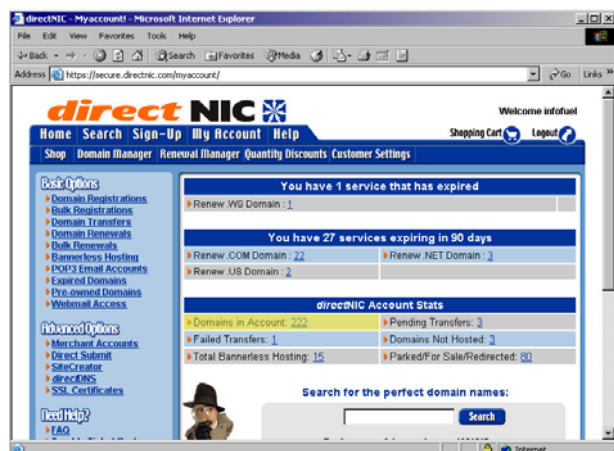 directNIC - Myaccount! - Microsoft Internet Explorer
File Edit View Favorites Tools Help
Back Search Favorites Media
Address https://secure.directnic.com/myaccount/ Go Links »
direct NIC Welcome infofuel
Home Search Sign-Up My Account Help Shopping Cart Logout
Shop Domain Manager Renewal Manager Quantity Discounts Customer Settings
Basic Options
Domain Registrations
Bulk Registrations
Domain Transfers
Domain Renewals
Bulk Renewals
Bannerless Hosting
POP3 Email Accounts
Expired Domains
Pre-owned Domains
Webmail Access
Advanced Options
Merchant Accounts
Direct Submit
SiteCreator
directDNS
SSL Certificates
Need Help?
FAQ
You have 1 service that has expired
Renew .WS Domain : 1
You have 27 services expiring in 90 days
Renew .COM Domain : 22 Renew .NET Domain : 3
Renew .US Domain : 2
directNIC Account Stats
Domains in Account: 222 Pending Transfers: 3
Failed Transfers: 1 Domains Not Hosted: 3
Total Bannerless Hosting: 15 Parked/For Sale/Redirected: 80
Search for the perfect domain names:
Search
Internet